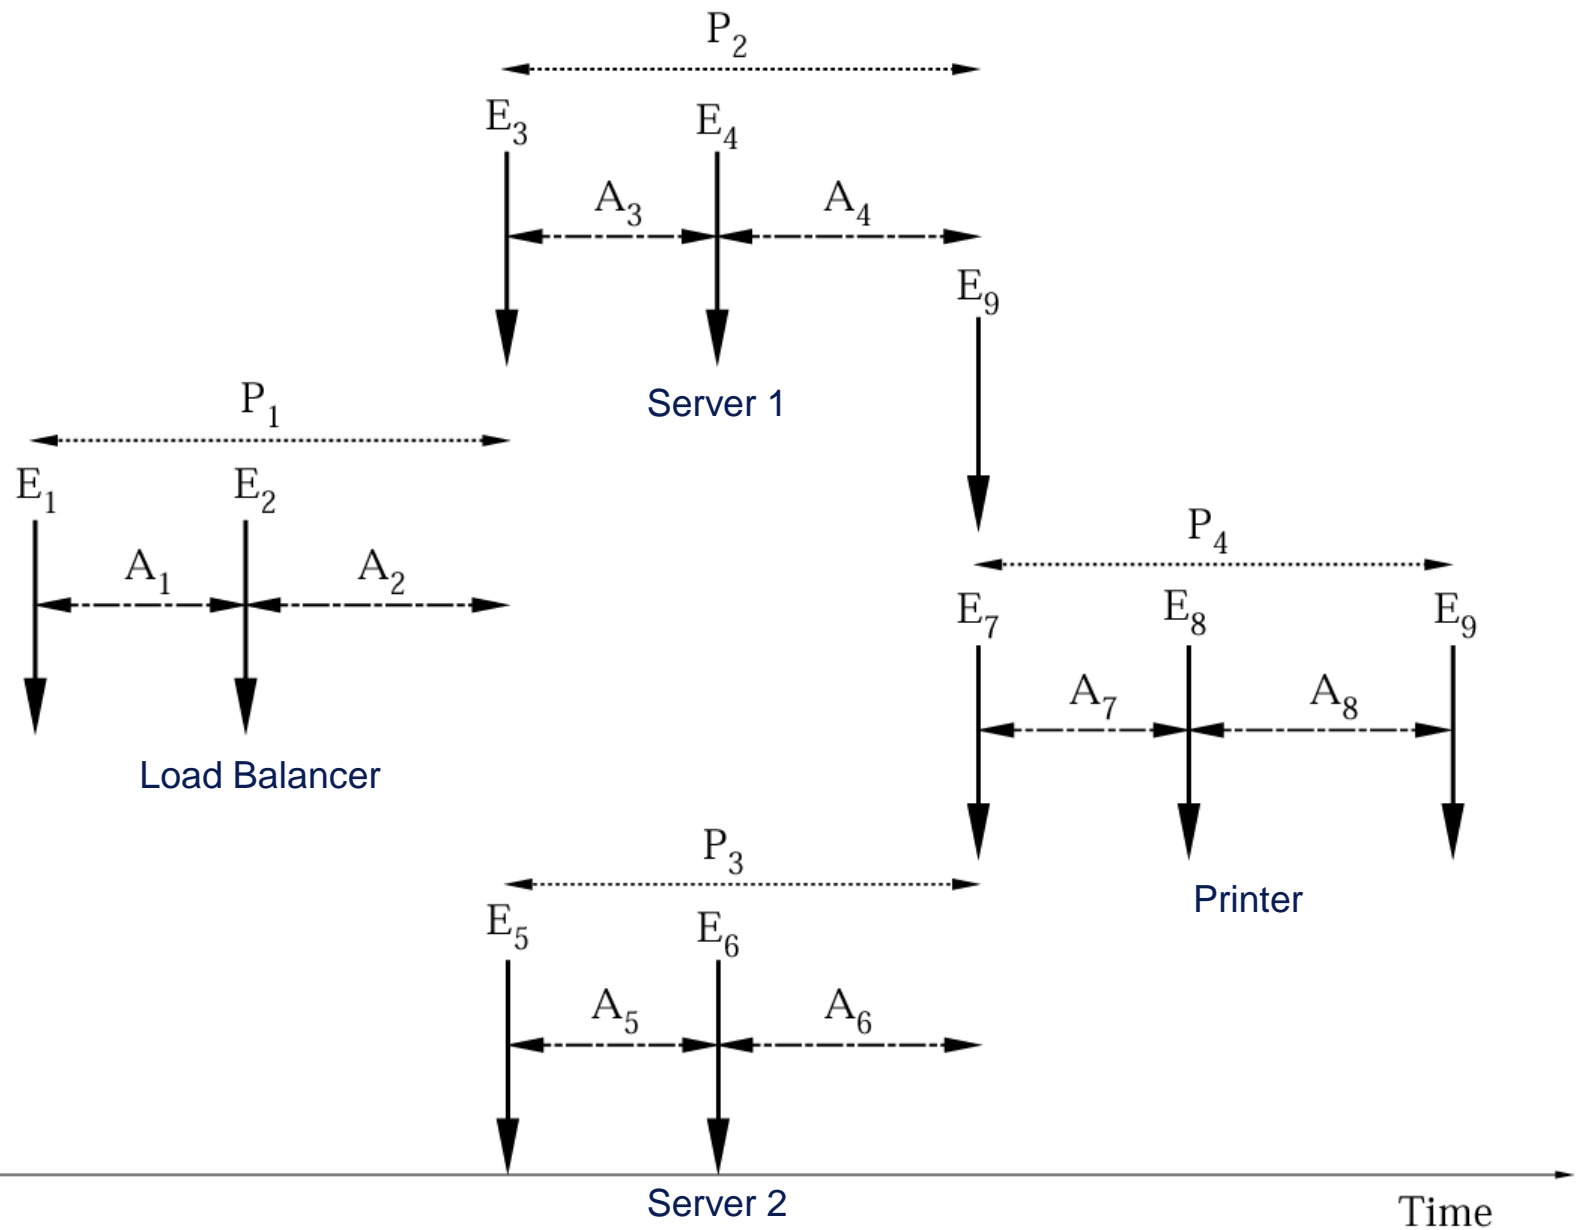 P₂
E₃ E₄
A₃ A₄
E₉
Server 1
P₁
E₁ E₂
A₁ A₂
Load Balancer
P₄
E₇ E₈ E₉
A₇ A₈
Printer
P₃
E₅ E₆
A₅ A₆
Server 2
Time